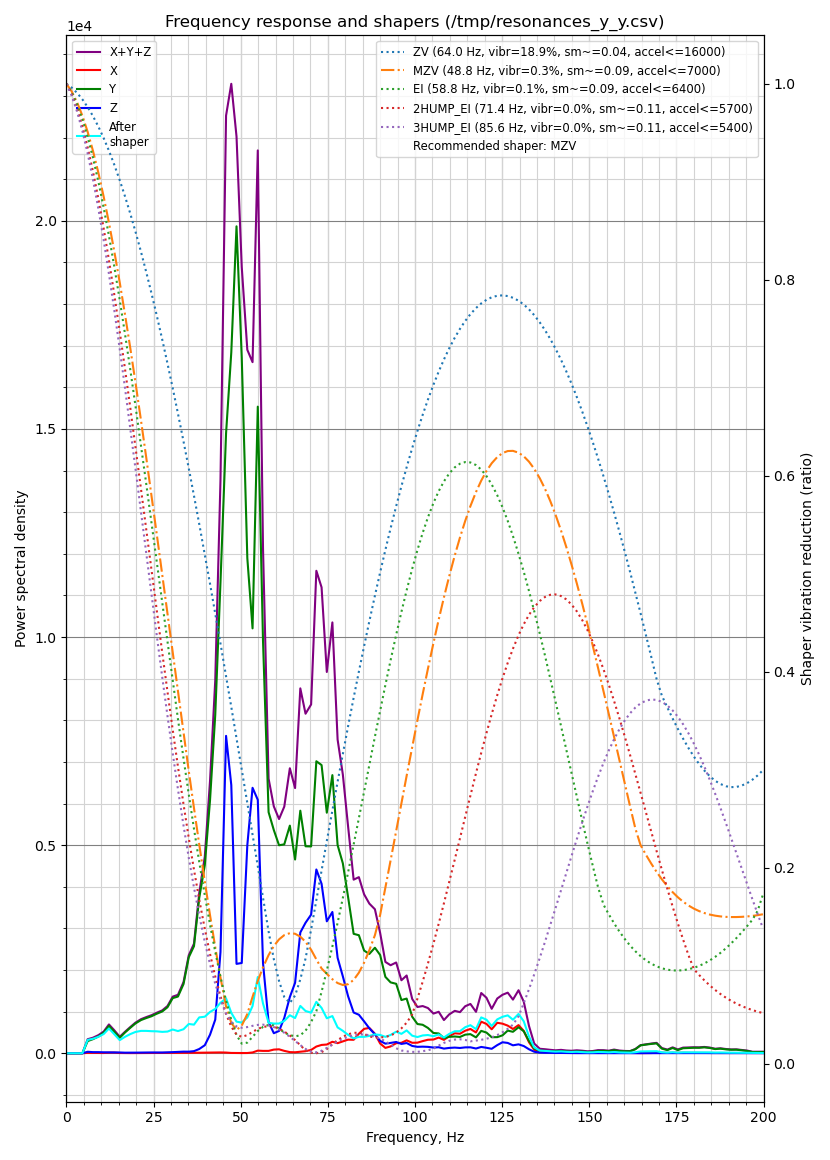 Frequency response and shapers (/tmp/resonances_y_y.csv)
1e4
X+Y+Z
X
Y
Z
After
shaper
ZV (64.0 Hz, vibr=18.9%, sm~=0.04, accel<=16000)
MZV (48.8 Hz, vibr=0.3%, sm~=0.09, accel<=7000)
EI (58.8 Hz, vibr=0.1%, sm~=0.09, accel<=6400)
2HUMP_EI (71.4 Hz, vibr=0.0%, sm~=0.11, accel<=5700)
3HUMP_EI (85.6 Hz, vibr=0.0%, sm~=0.11, accel<=5400)
Recommended shaper: MZV
Power spectral density
2.0
1.5
1.0
0.5
0.0
1.0
0.8
0.6
0.4
0.2
0.0
Shaper vibration reduction (ratio)
0 25 50 75 100 125 150 175 200
Frequency, Hz